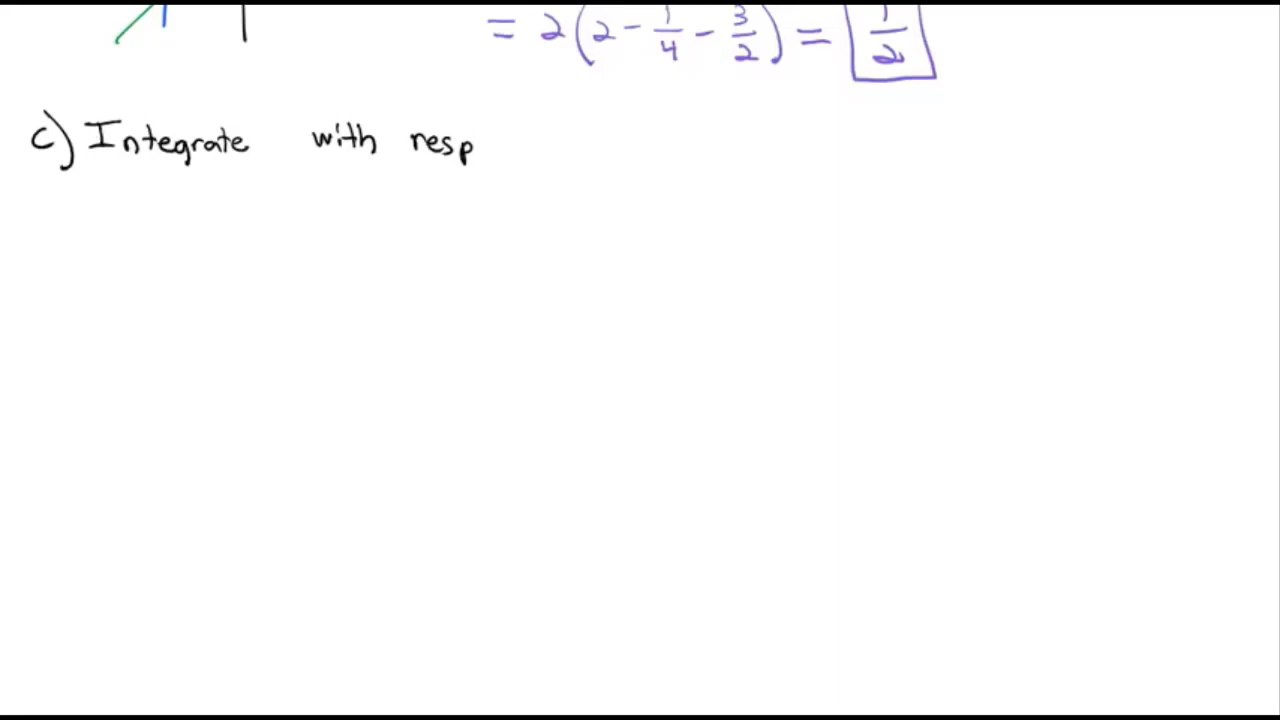 = 2(2 - 1/4 - 3/2) = 1/2
c) Integrate with resp